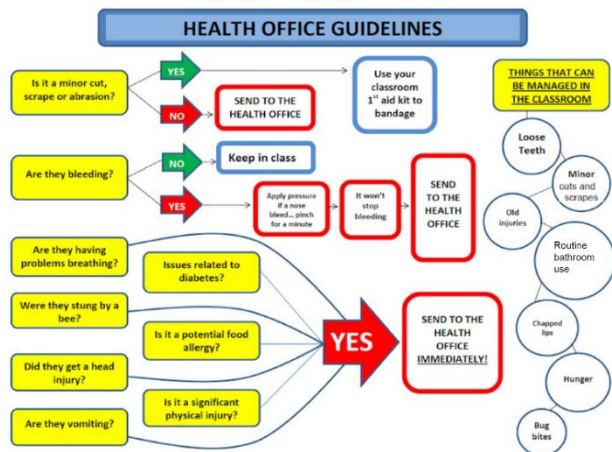 HEALTH OFFICE GUIDELINES
Is it a minor cut,
scrape or abrasion?
YES
Use your
classroom
1st aid kit to
bandage
NO
SEND TO THE
HEALTH OFFICE
Are they bleeding?
NO
Keep in class
YES
Apply pressure
if a nose
bleed... pinch
for a minute
It won't
stop
bleeding
SEND
TO THE
HEALTH
OFFICE
Are they having
problems breathing?
Were they stung by a
bee?
Did they get a head
injury?
Are they vomiting?
Issues related to
diabetes?
Is it a potential food
allergy?
Is it a significant
physical injury?
YES
SEND TO THE
HEALTH
OFFICE
IMMEDIATELY!
THINGS THAT CAN
BE MANAGED IN
THE CLASSROOM
Loose
Teeth
Minor
cuts and
scrapes
Old
injuries
Routine
bathroom
use
Chapped
lips
Hunger
Bug
bites